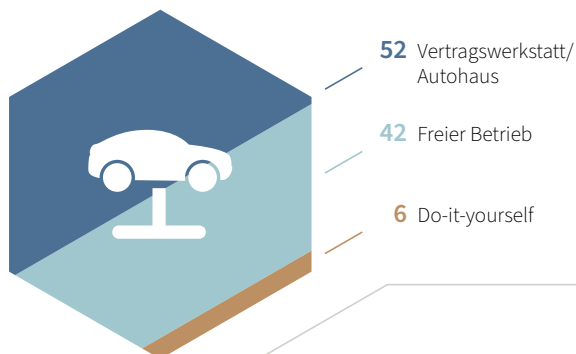 52 Vertragswerkstatt/
Autohaus
42 Freier Betrieb
6 Do-it-yourself